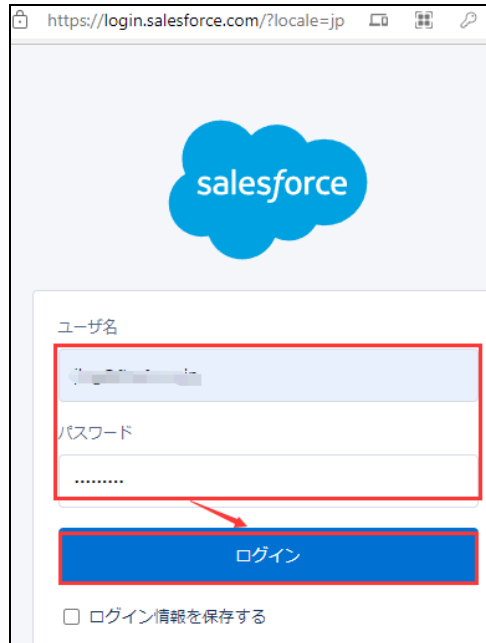 https://login.salesforce.com/?locale=jp
salesforce
ユーザ名
パスワード
.........
ログイン
ログイン情報を保存する